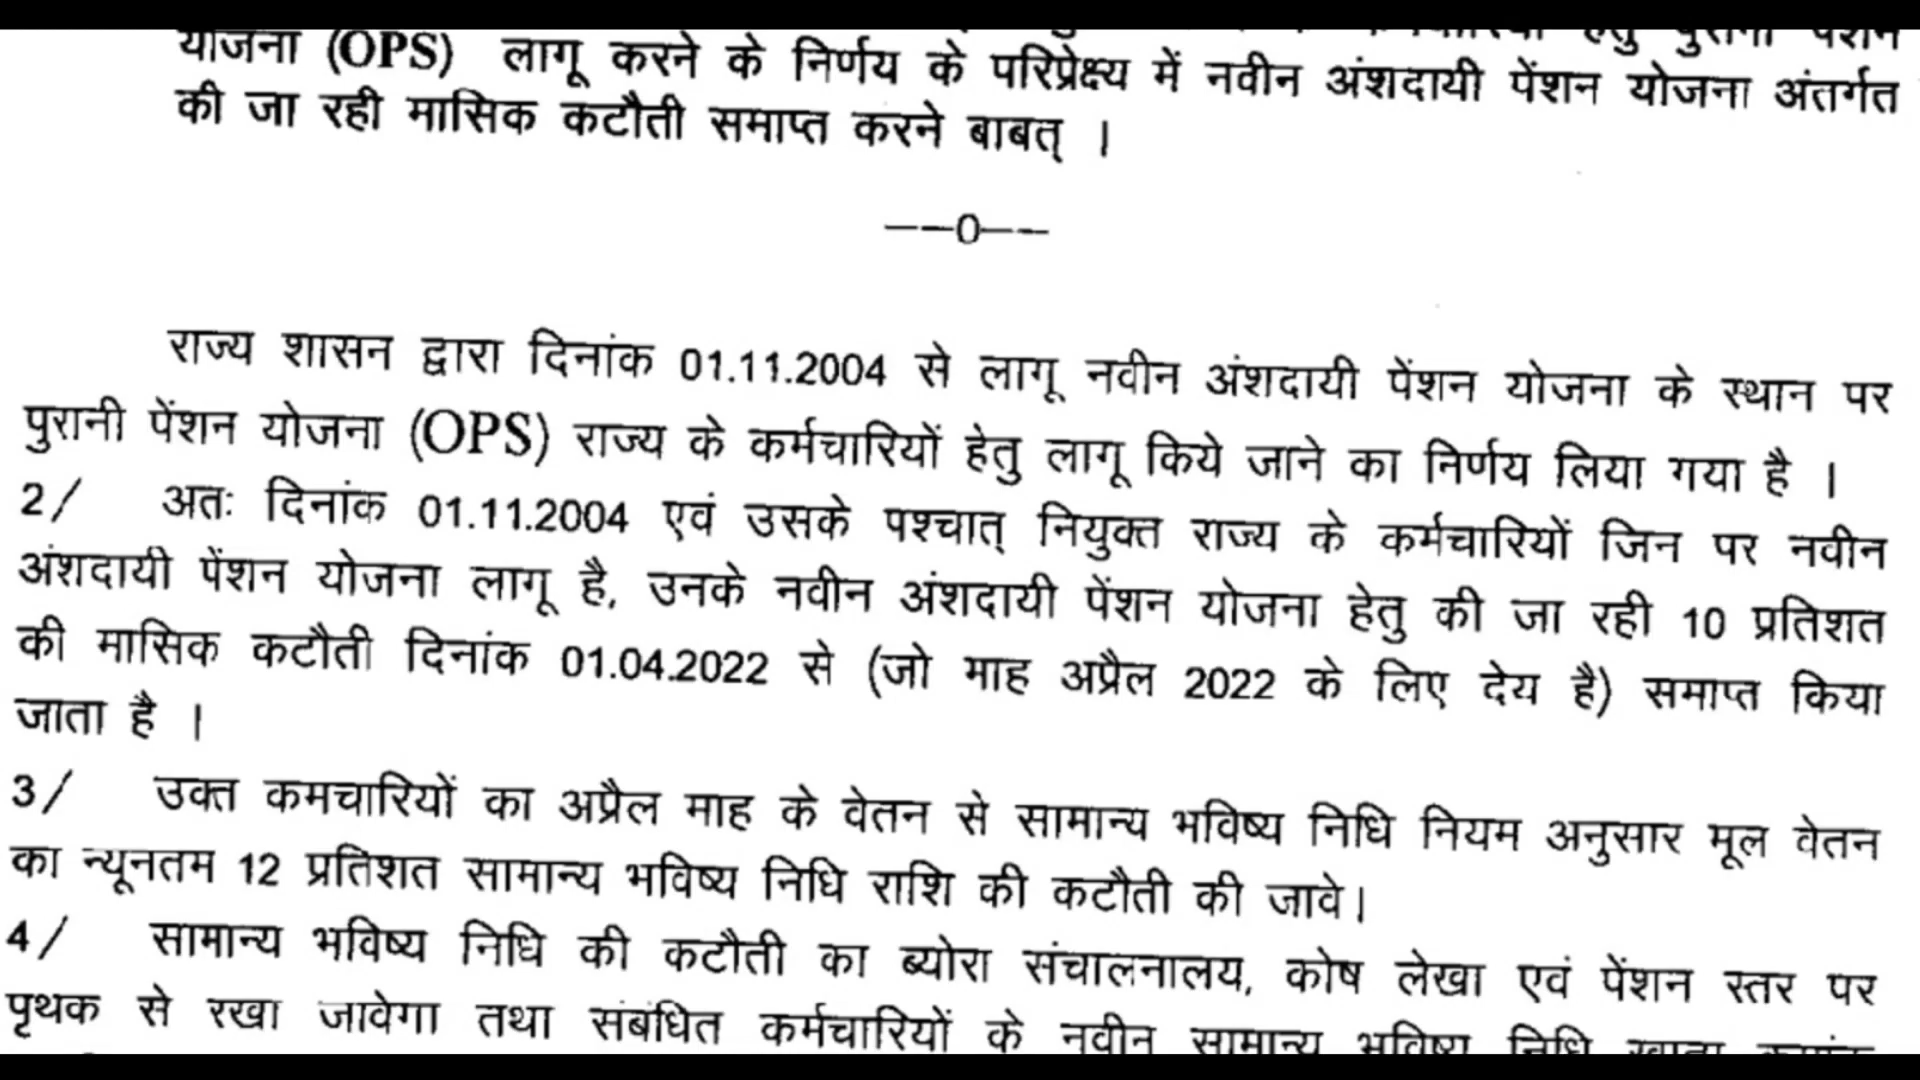 योजना (OPS) लागू करने के निर्णय के परिप्रेक्ष्य में नवीन अंशदायी पेंशन योजना अंतर्गत
की जा रही मासिक कटौती समाप्त करने बाबत् ।
——0——
राज्य शासन द्वारा दिनांक 01.11.2004 से लागू नवीन अंशदायी पेंशन योजना के स्थान पर
पुरानी पेंशन योजना (OPS) राज्य के कर्मचारियों हेतु लागू किये जाने का निर्णय लिया गया है ।
2/ अतः दिनांक 01.11.2004 एवं उसके पश्चात् नियुक्त राज्य के कर्मचारियों जिन पर नवीन
अंशदायी पेंशन योजना लागू है, उनके नवीन अंशदायी पेंशन योजना हेतु की जा रही 10 प्रतिशत
की मासिक कटौती दिनांक 01.04.2022 से (जो माह अप्रैल 2022 के लिए देय है) समाप्त किया
जाता है ।
3/ उक्त कमचारियों का अप्रैल माह के वेतन से सामान्य भविष्य निधि नियम अनुसार मूल वेतन
का न्यूनतम 12 प्रतिशत सामान्य भविष्य निधि राशि की कटौती की जावे।
4/ सामान्य भविष्य निधि की कटौती का ब्योरा संचालनालय, कोष लेखा एवं पेंशन स्तर पर
पृथक से रखा जावेगा तथा संबंधित कर्मचारियों के नवीन सामान्य भविष्य निधि